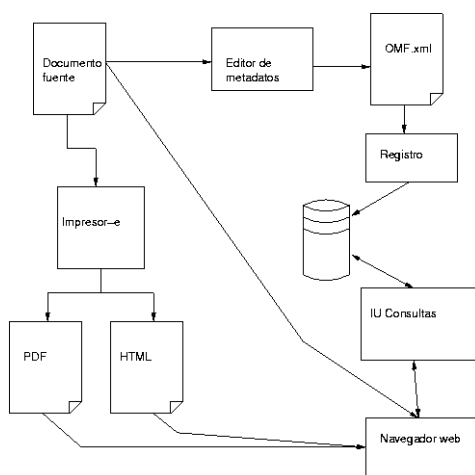 Documento
fuente
Editor de
metadatos
OMF.xml
Registro
Impresor–e
IU Consultas
PDF
HTML
Navegador web